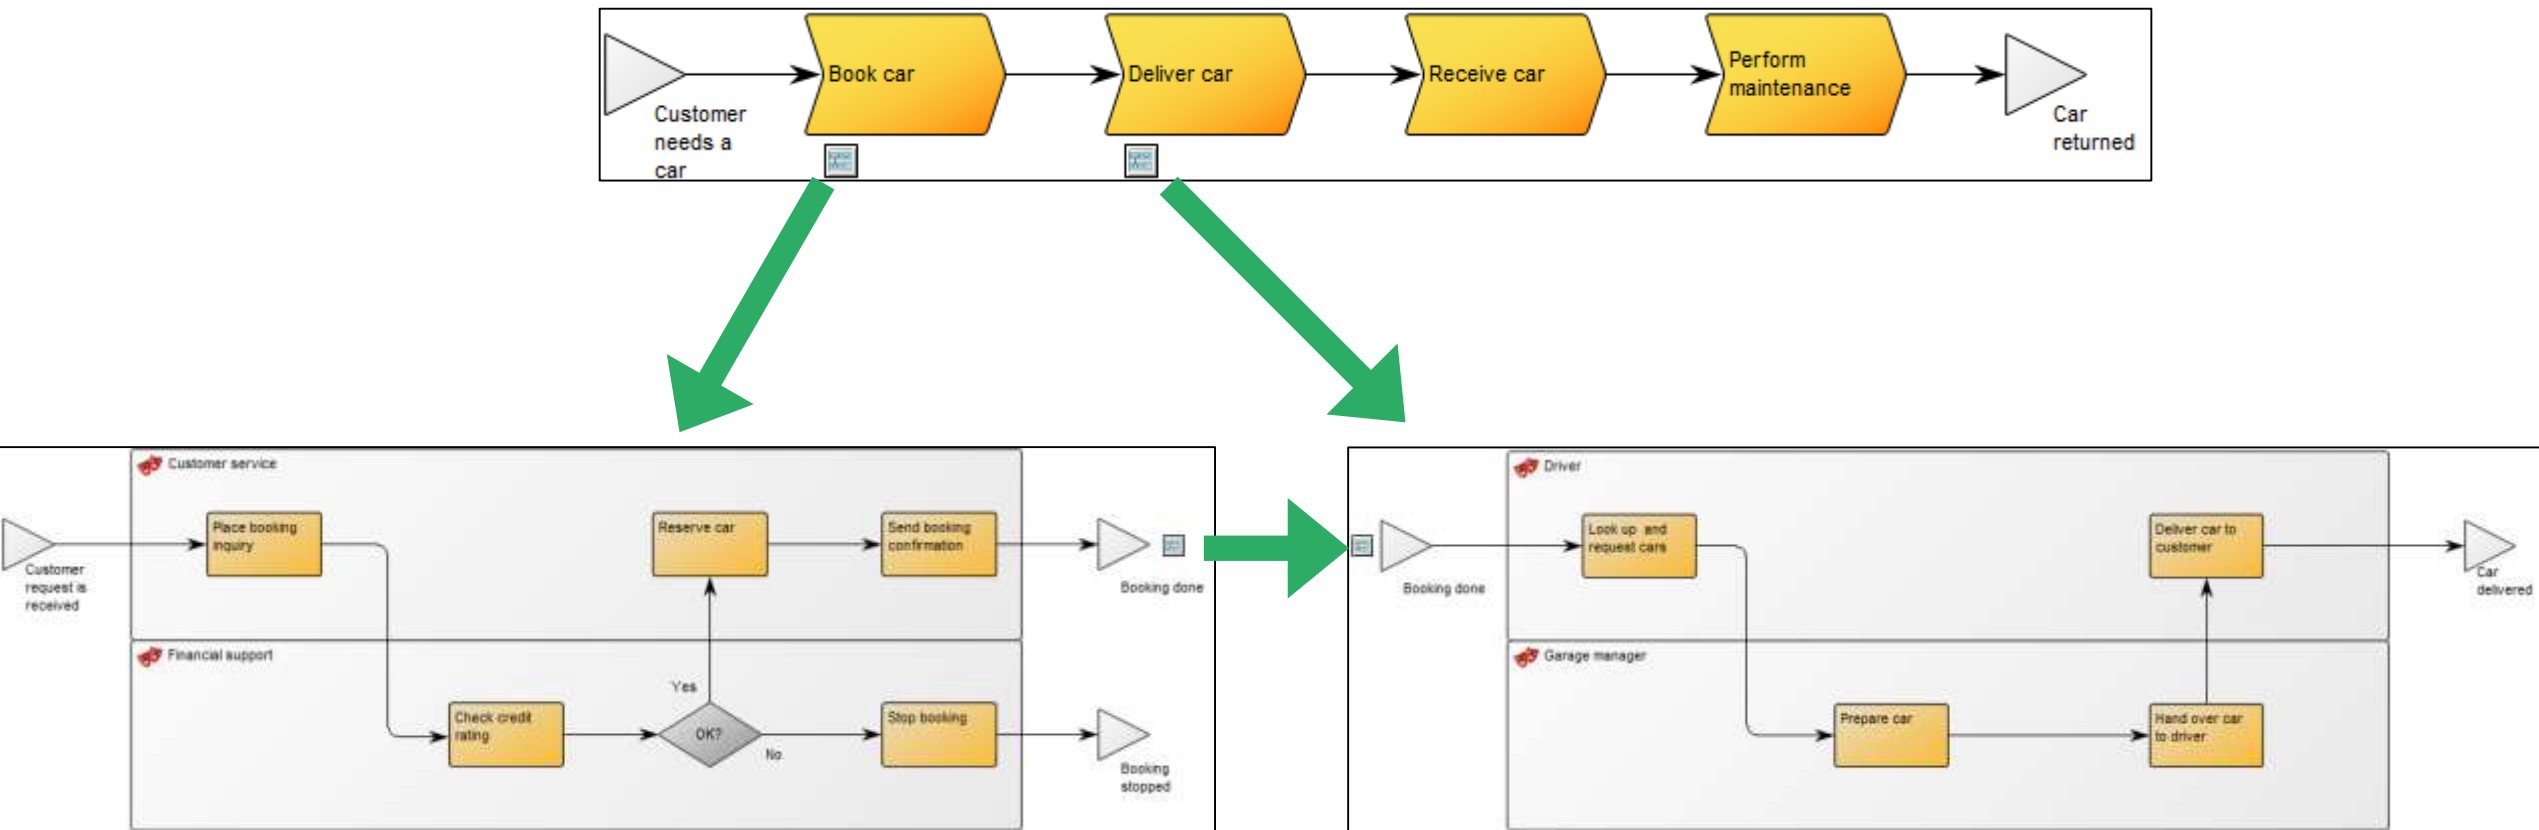 Book car
Deliver car
Receive car
Perform
maintenance
Customer
needs a
car
Car
returned
Customer service
Place booking
inquiry
Reserve car
Send booking
confirmation
Customer
request is
received
Booking done
Financial support
Yes
Check credit
rating
OK?
No
Stop booking
Booking
stopped
Driver
Look up and
request cars
Deliver car to
customer
Booking done
Car
delivered
Garage manager
Prepare car
Hand over car
to driver